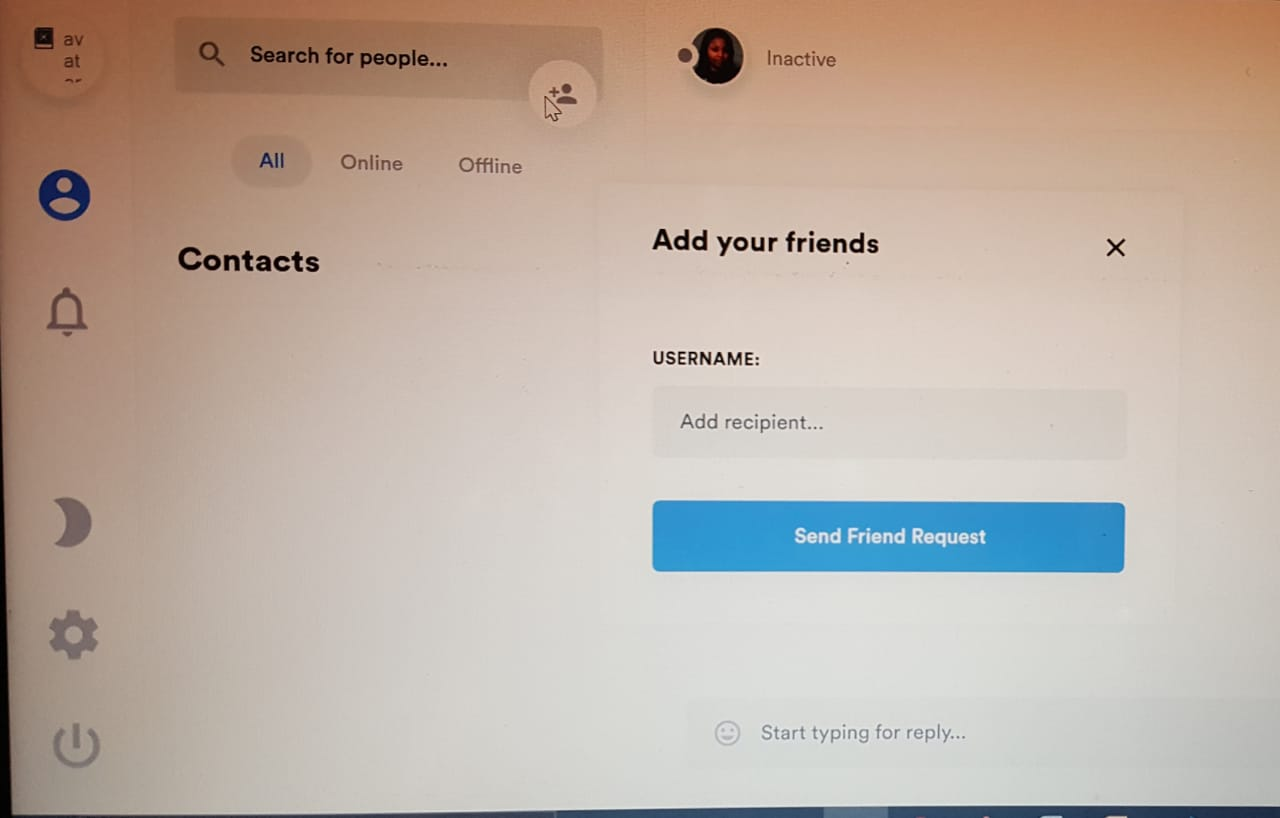 av
at
Search for people...
Inactive
All
Online
Offline
Contacts
Add your friends
USERNAME:
Add recipient...
Send Friend Request
Start typing for reply...